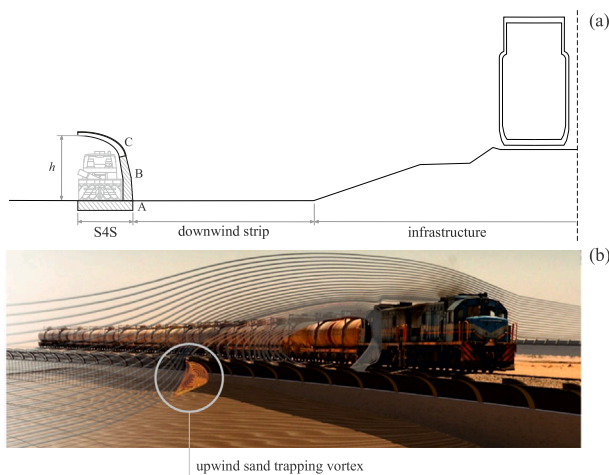 (a)
C
h
B
A
S4S downwind strip infrastructure
(b)
upwind sand trapping vortex